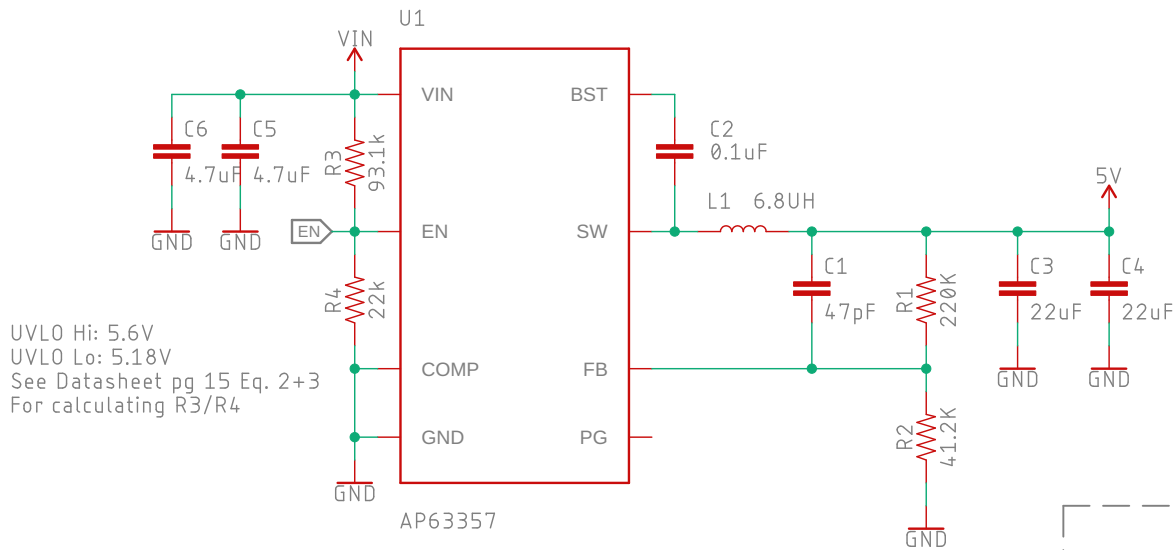 U1
VIN
VIN
BST
C6
4.7uF
C5
4.7uF
R3
93.1k
C2
0.1uF
L1 6.8UH
5V
GND
GND
EN
EN
SW
R4
22k
C1
47pF
R1
220K
C3
22uF
C4
22uF
UVLO Hi: 5.6V
UVLO Lo: 5.18V
See Datasheet pg 15 Eq. 2+3
For calculating R3/R4
COMP
FB
GND
GND
GND
PG
R2
41.2K
GND
AP63357
GND